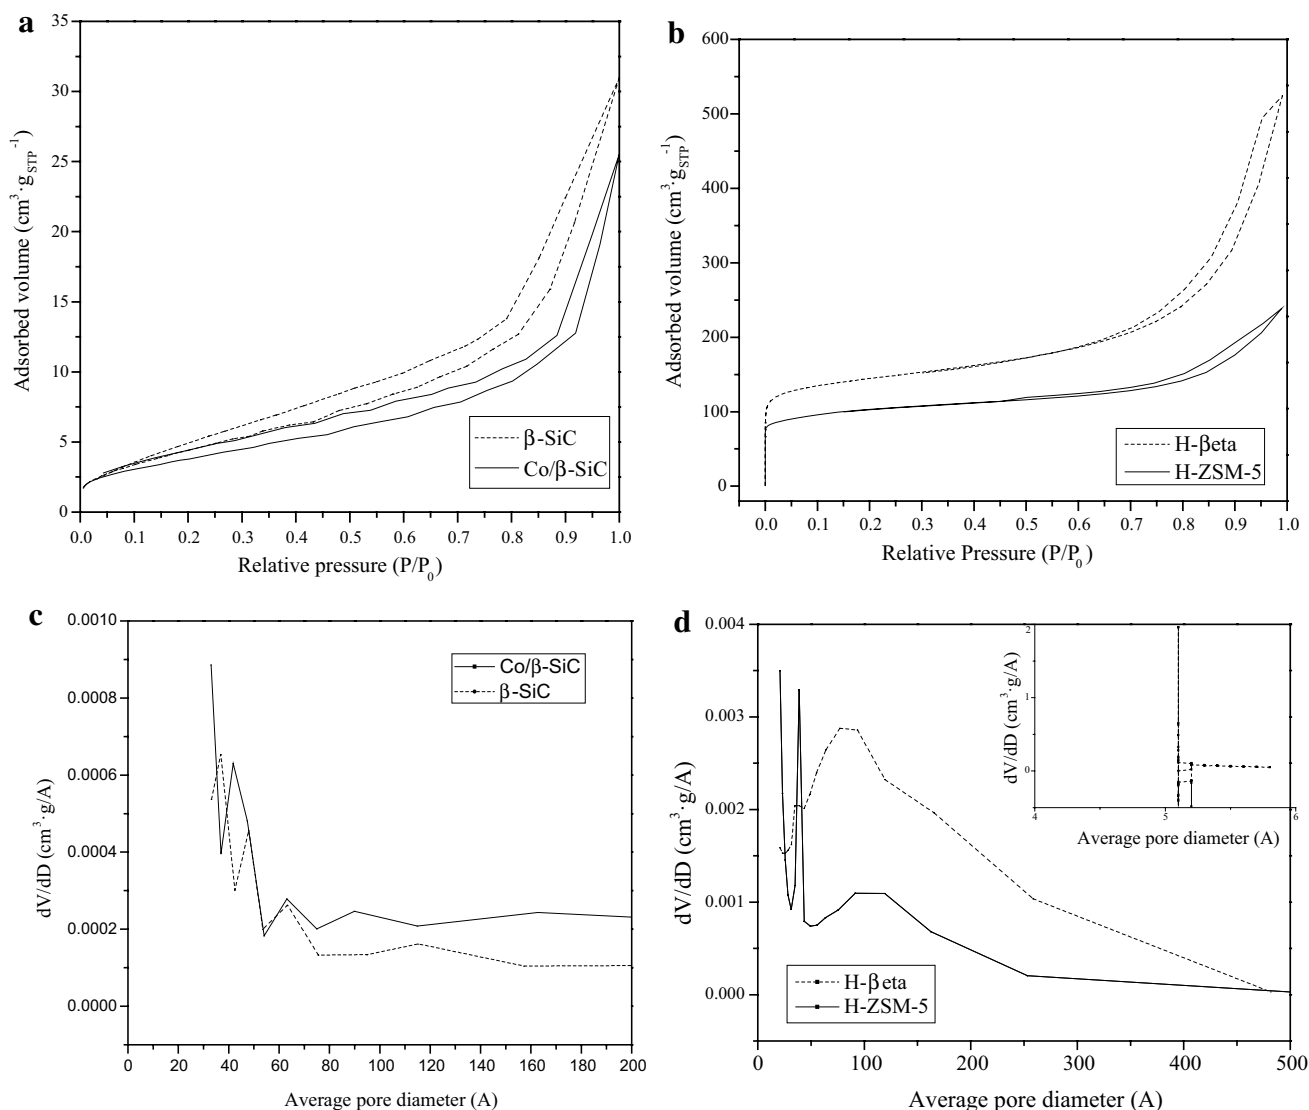 a
35
30
25
20
15
10
5
0
Adsorbed volume (cm³·g_STP⁻¹)
0.0 0.1 0.2 0.3 0.4 0.5 0.6 0.7 0.8 0.9 1.0
Relative pressure (P/P₀)
β-SiC
Co/β-SiC
b
600
500
400
300
200
100
0
Adsorbed volume (cm³·g_STP⁻¹)
0.0 0.1 0.2 0.3 0.4 0.5 0.6 0.7 0.8 0.9 1.0
Relative Pressure (P/P₀)
H-βeta
H-ZSM-5
c
0.0010
0.0008
0.0006
0.0004
0.0002
0.0000
dV/dD (cm³·g/A)
0 20 40 60 80 100 120 140 160 180 200
Average pore diameter (A)
Co/β-SiC
β-SiC
d
0.004
0.003
0.002
0.001
0.000
dV/dD (cm³·g/A)
0 100 200 300 400 500
Average pore diameter (A)
H-βeta
H-ZSM-5
2
1
0
dV/dD (cm³·g/A)
4 5 6
Average pore diameter (A)